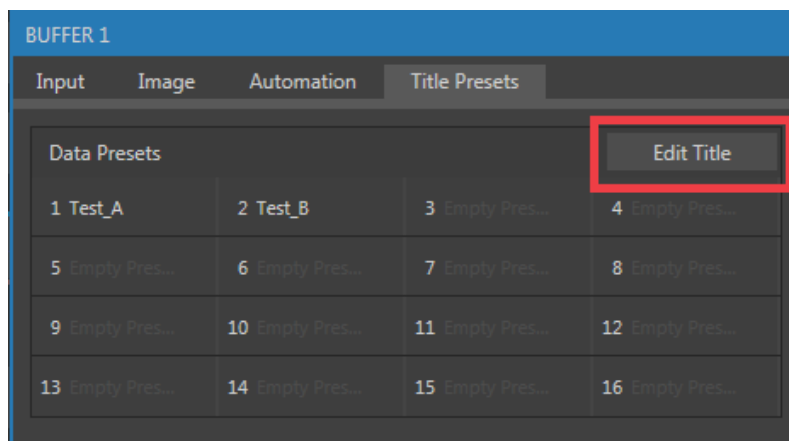 BUFFER 1
Input Image Automation Title Presets
Data Presets Edit Title
1 Test_A 2 Test_B 3 Empty Pres... 4 Empty Pres...
5 Empty Pres... 6 Empty Pres... 7 Empty Pres... 8 Empty Pres...
9 Empty Pres... 10 Empty Pres... 11 Empty Pres... 12 Empty Pres...
13 Empty Pres... 14 Empty Pres... 15 Empty Pres... 16 Empty Pres...